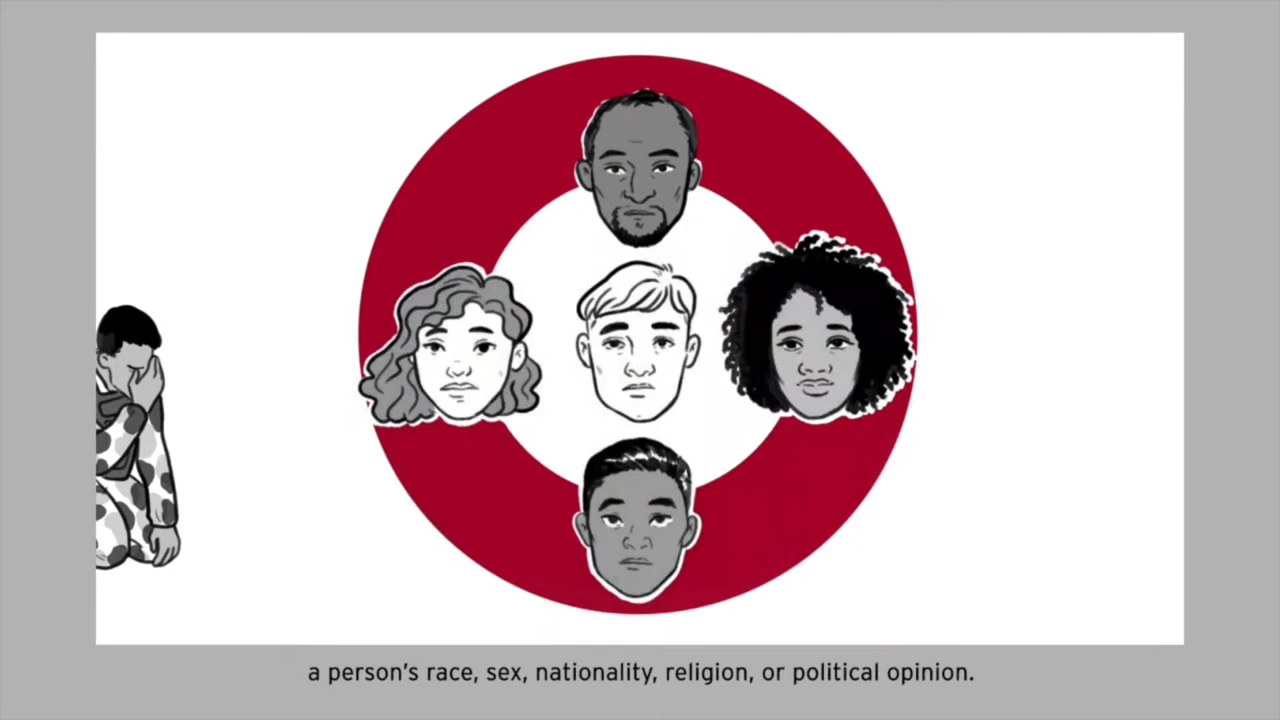 a person's race, sex, nationality, religion, or political opinion.